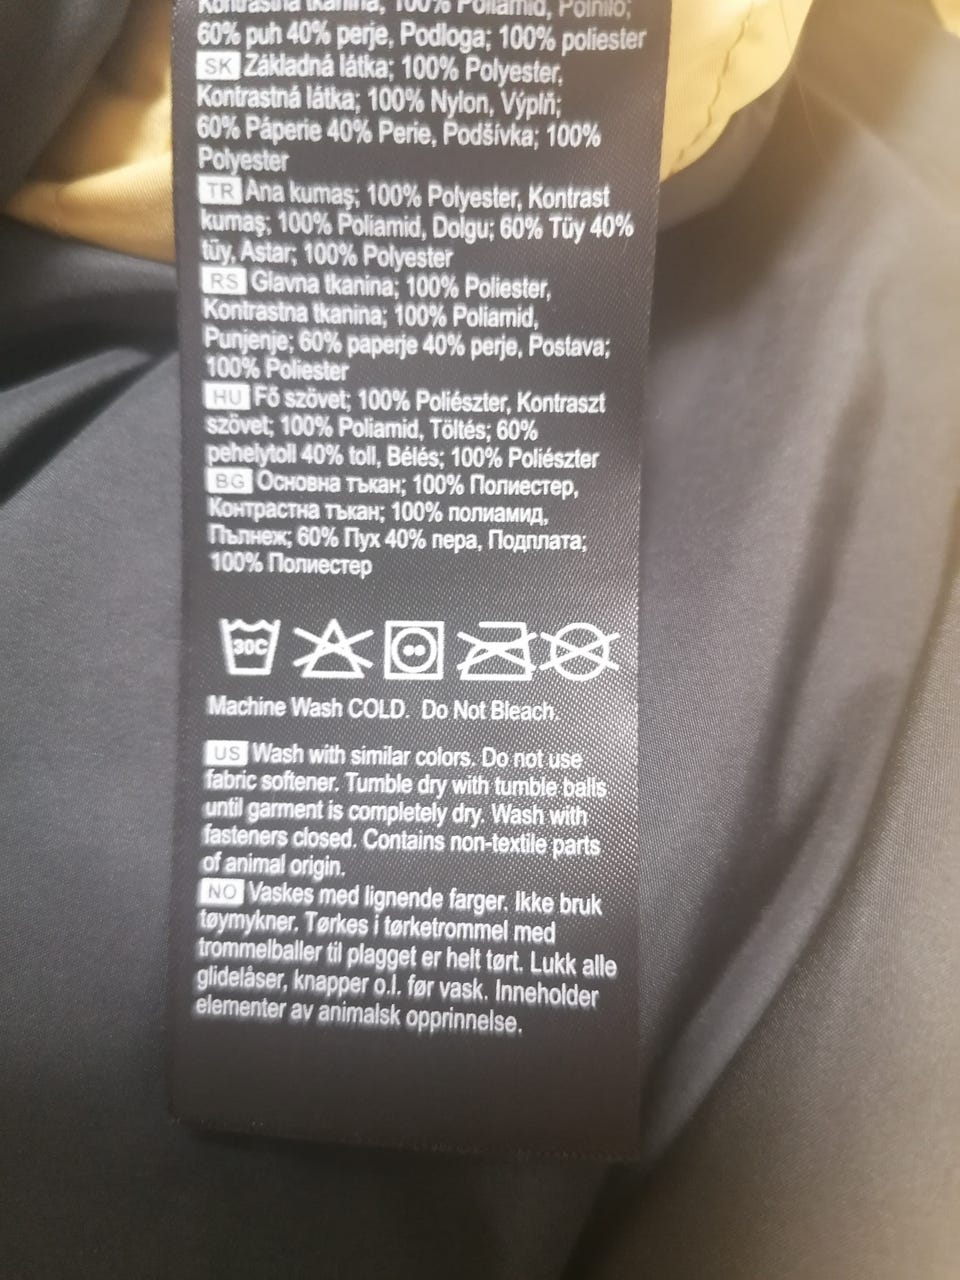 Kontrastna tkanina, 100% Poliamid, Polnilo;
60% puh 40% perje, Podloga; 100% poliester
SK Základná látka; 100% Polyester,
Kontrastná látka; 100% Nylon, Výplň;
60% Páperie 40% Perie, Podšívka; 100%
Polyester
TR Ana kumaş; 100% Polyester, Kontrast
kumaş; 100% Poliamid, Dolgu; 60% Tüy 40%
tüy, Astar; 100% Polyester
RS Glavna tkanina; 100% Poliester,
Kontrastna tkanina; 100% Poliamid,
Punjenje; 60% paperje 40% perje, Postava;
100% Poliester
HU Fő szövet; 100% Poliészter, Kontraszt
szövet; 100% Poliamid, Töltés; 60%
pehelytoll 40% toll, Bélés; 100% Poliészter
BG Основна тъкан; 100% Полиестер,
Контрастна тъкан; 100% полиамид,
Пълнеж; 60% Пух 40% пера, Подплата;
100% Полиестер
30C
Machine Wash COLD. Do Not Bleach.
US Wash with similar colors. Do not use
fabric softener. Tumble dry with tumble balls
until garment is completely dry. Wash with
fasteners closed. Contains non-textile parts
of animal origin.
NO Vaskes med lignende farger. Ikke bruk
tøymykner. Tørkes i tørketrommel med
trommelballer til plagget er helt tørt. Lukk alle
glidelåser, knapper o.l. før vask. Inneholder
elementer av animalsk opprinnelse.